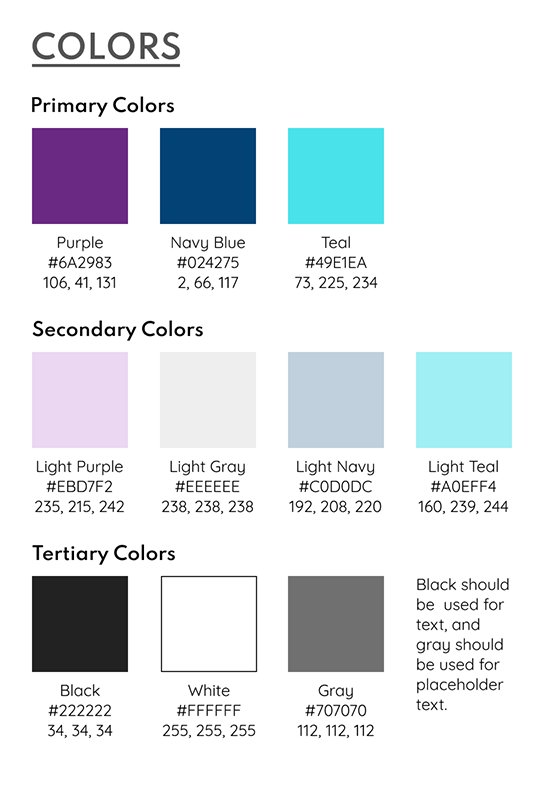 COLORS
Primary Colors
Purple
#6A2983
106, 41, 131
Navy Blue
#024275
2, 66, 117
Teal
#49E1EA
73, 225, 234
Secondary Colors
Light Purple
#EBD7F2
235, 215, 242
Light Gray
#EEEEEE
238, 238, 238
Light Navy
#C0D0DC
192, 208, 220
Light Teal
#A0EFF4
160, 239, 244
Tertiary Colors
Black
#222222
34, 34, 34
White
#FFFFFF
255, 255, 255
Gray
#707070
112, 112, 112
Black should
be  used for
text, and
gray should
be used for
placeholder
text.